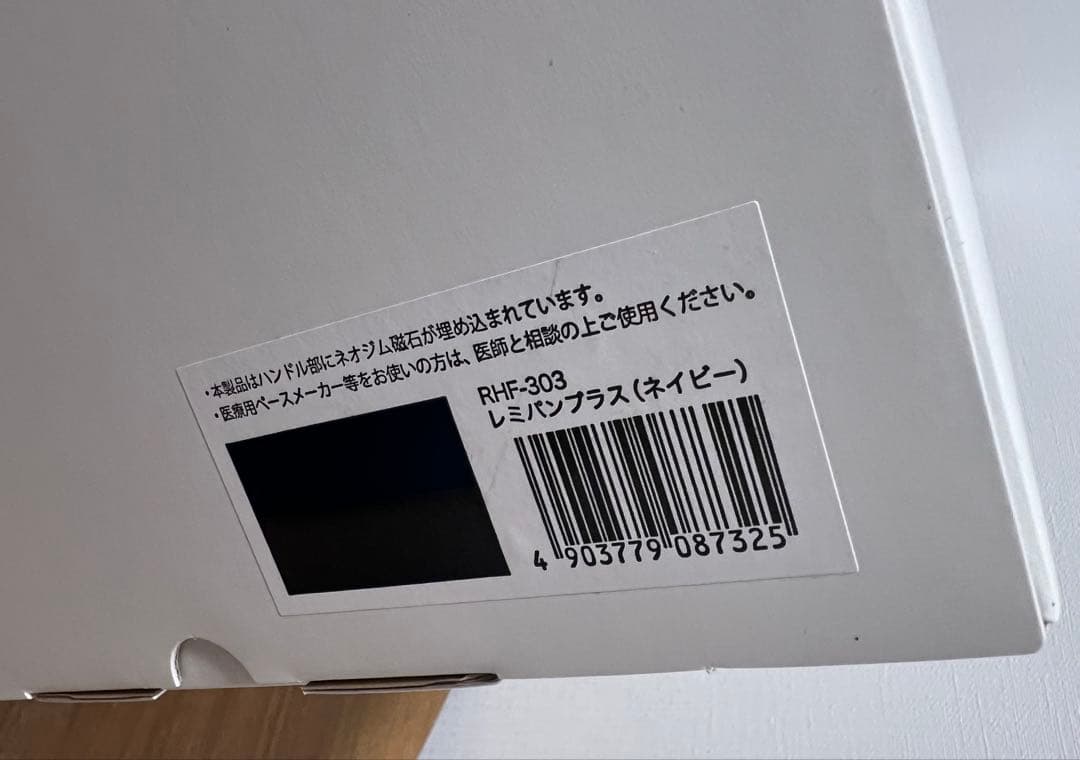 ・本製品はハンドル部にネオジム磁石が埋め込まれています。
・医療用ペースメーカー等をお使いの方は、医師と相談の上ご使用ください。
RHF-303
レミパンプラス(ネイビー)
4 903779 087325